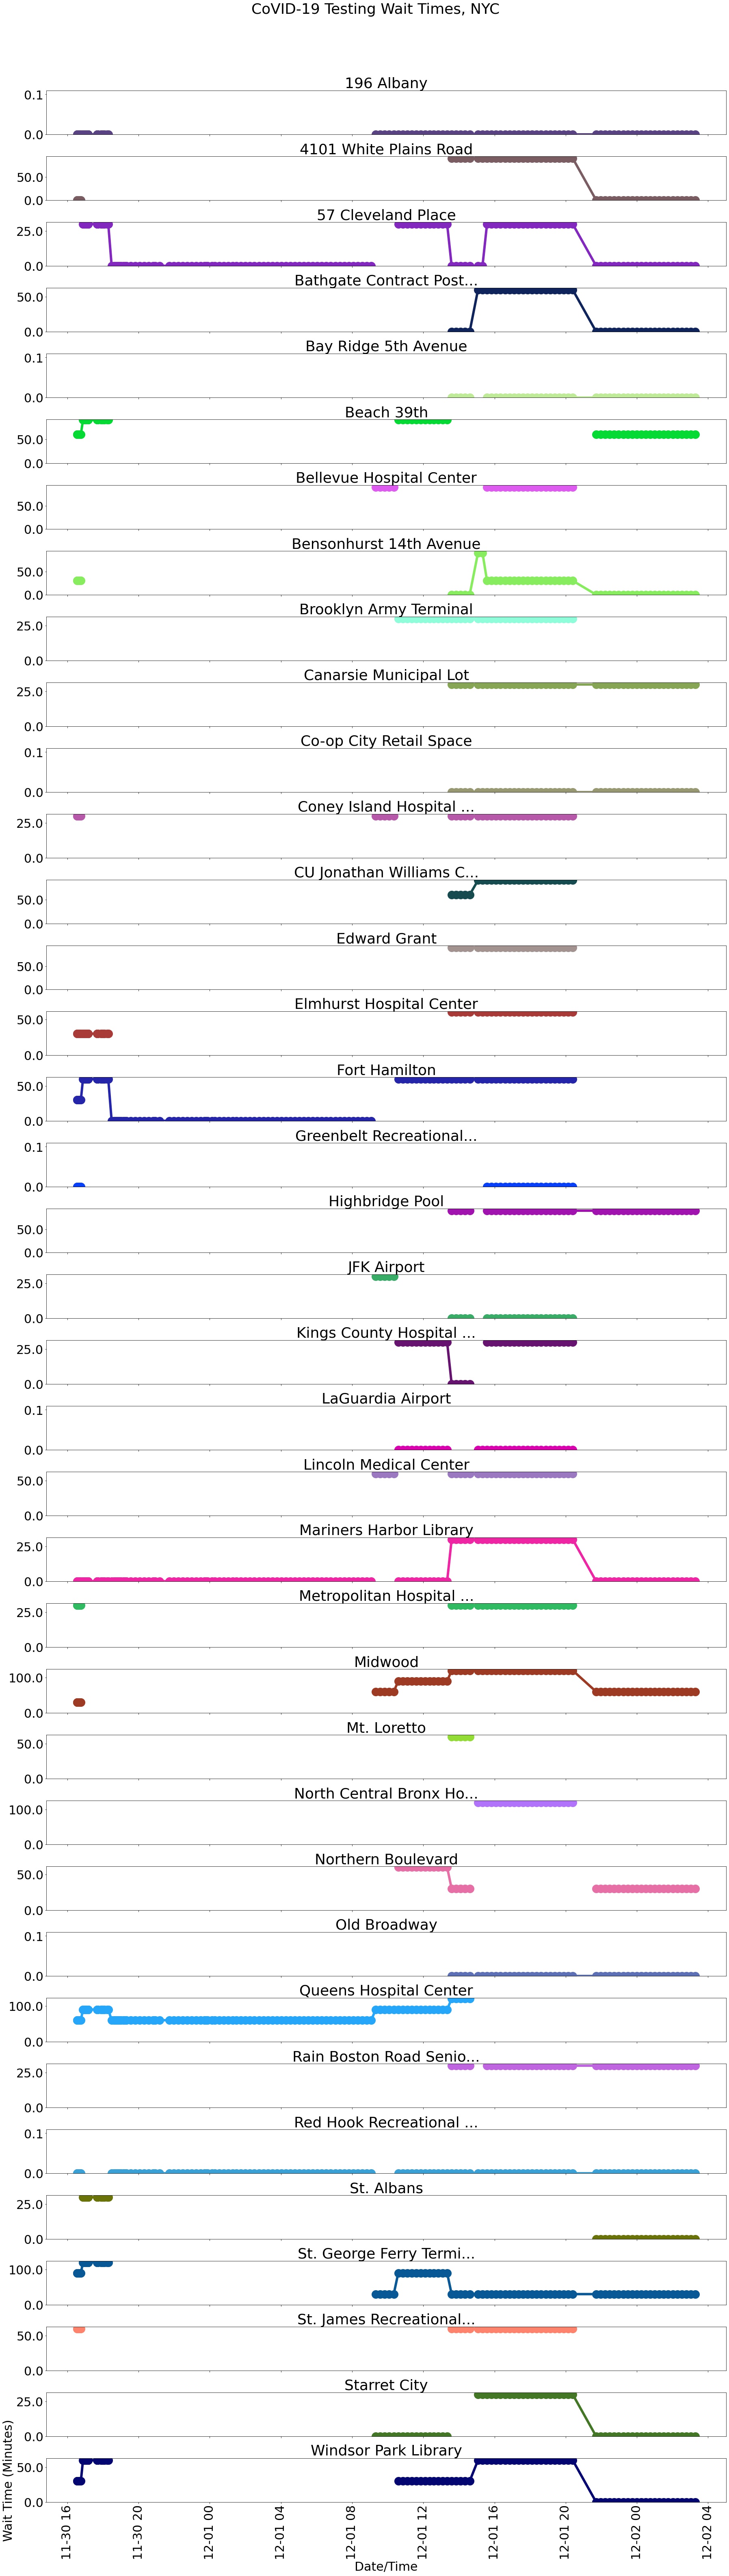 CoVID-19 Testing Wait Times, NYC
196 Albany
0.1
0.0
4101 White Plains Road
50.0
0.0
57 Cleveland Place
25.0
0.0
Bathgate Contract Post...
50.0
0.0
Bay Ridge 5th Avenue
0.1
0.0
Beach 39th
50.0
0.0
Bellevue Hospital Center
50.0
0.0
Bensonhurst 14th Avenue
50.0
0.0
Brooklyn Army Terminal
25.0
0.0
Canarsie Municipal Lot
25.0
0.0
Co-op City Retail Space
0.1
0.0
Coney Island Hospital ...
25.0
0.0
CU Jonathan Williams C...
50.0
0.0
Edward Grant
50.0
0.0
Elmhurst Hospital Center
50.0
0.0
Fort Hamilton
50.0
0.0
Greenbelt Recreational...
0.1
0.0
Highbridge Pool
50.0
0.0
JFK Airport
25.0
0.0
Kings County Hospital ...
25.0
0.0
LaGuardia Airport
0.1
0.0
Lincoln Medical Center
50.0
0.0
Mariners Harbor Library
25.0
0.0
Metropolitan Hospital ...
25.0
0.0
Midwood
100.0
0.0
Mt. Loretto
50.0
0.0
North Central Bronx Ho...
100.0
0.0
Northern Boulevard
50.0
0.0
Old Broadway
0.1
0.0
Queens Hospital Center
100.0
0.0
Rain Boston Road Senio...
25.0
0.0
Red Hook Recreational ...
0.1
0.0
St. Albans
25.0
0.0
St. George Ferry Termi...
100.0
0.0
St. James Recreational...
50.0
0.0
Starret City
25.0
0.0
Windsor Park Library
50.0
0.0
Wait Time (Minutes)
11-30 16
11-30 20
12-01 00
12-01 04
12-01 08
12-01 12
12-01 16
12-01 20
12-02 00
12-02 04
Date/Time